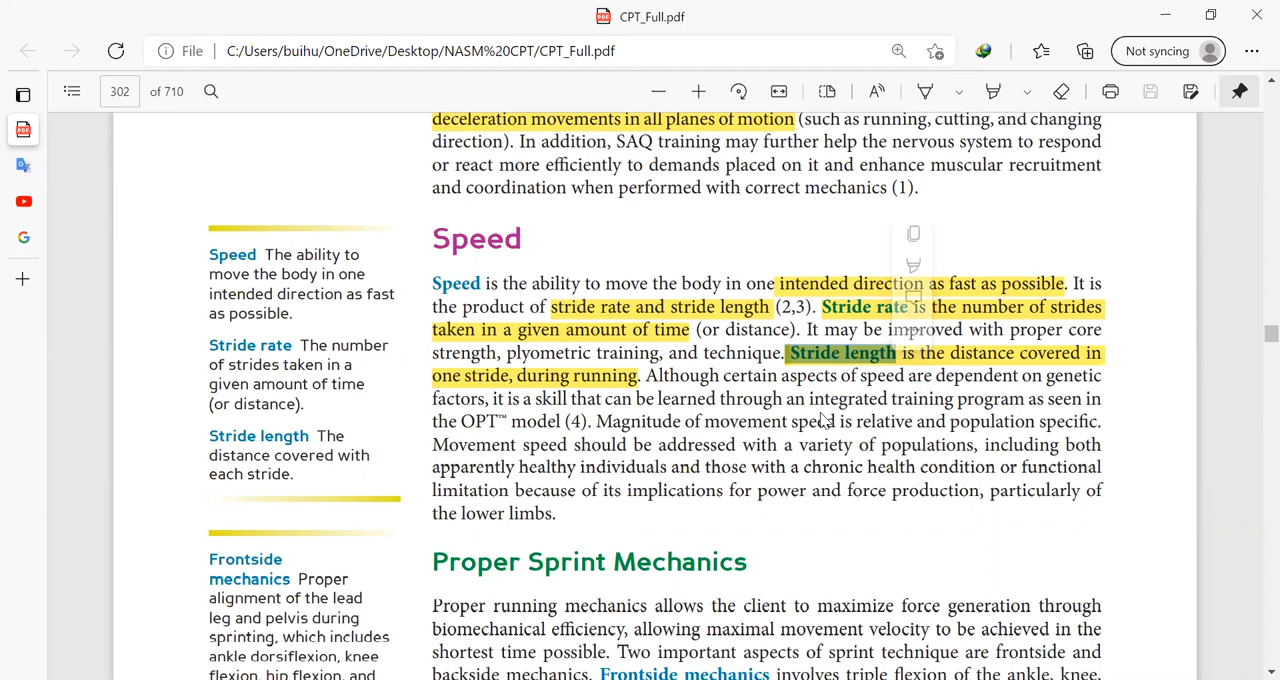 CPT_Full.pdf
File
C:/Users/buihu/OneDrive/Desktop/NASM%20CPT/CPT_Full.pdf
Not syncing
302 of 710
deceleration movements in all planes of motion (such as running, cutting, and changing
direction). In addition, SAQ training may further help the nervous system to respond
or react more efficiently to demands placed on it and enhance muscular recruitment
and coordination when performed with correct mechanics (1).
Speed The ability to
move the body in one
intended direction as fast
as possible.
Stride rate The number
of strides taken in a
given amount of time
(or distance).
Stride length The
distance covered with
each stride.
Speed
Speed is the ability to move the body in one intended direction as fast as possible. It is
the product of stride rate and stride length (2,3). Stride rate is the number of strides
taken in a given amount of time (or distance). It may be improved with proper core
strength, plyometric training, and technique. Stride length is the distance covered in
one stride, during running. Although certain aspects of speed are dependent on genetic
factors, it is a skill that can be learned through an integrated training program as seen in
the OPT™ model (4). Magnitude of movement speed is relative and population specific.
Movement speed should be addressed with a variety of populations, including both
apparently healthy individuals and those with a chronic health condition or functional
limitation because of its implications for power and force production, particularly of
the lower limbs.
Frontside
mechanics Proper
alignment of the lead
leg and pelvis during
sprinting, which includes
ankle dorsiflexion, knee
flexion, hip flexion, and
Proper Sprint Mechanics
Proper running mechanics allows the client to maximize force generation through
biomechanical efficiency, allowing maximal movement velocity to be achieved in the
shortest time possible. Two important aspects of sprint technique are frontside and
backside mechanics. Frontside mechanics involves triple flexion of the ankle, knee,